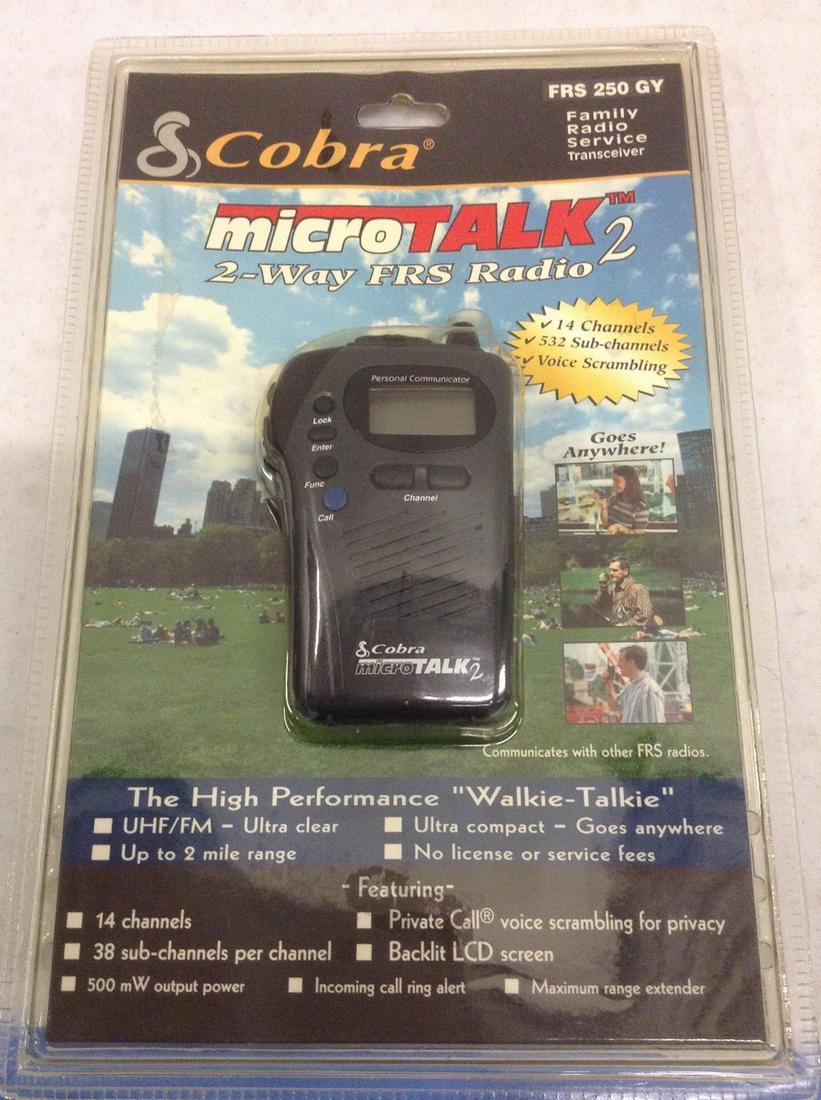 FRS 250 GY
Family
Radio
Service
Transceiver
Cobra®
microTALK™ 2
2-Way FRS Radio
✓ 14 Channels
✓ 532 Sub-channels
✓ Voice Scrambling
Personal Communicator
Lock
Enter
Func
Channel
Call
Goes
Anywhere!
Cobra
microTALK™ 2
Communicates with other FRS radios.
The High Performance "Walkie-Talkie"
UHF/FM – Ultra clear
Ultra compact – Goes anywhere
Up to 2 mile range
No license or service fees
- Featuring-
14 channels
Private Call® voice scrambling for privacy
38 sub-channels per channel
Backlit LCD screen
500 mW output power
Incoming call ring alert
Maximum range extender